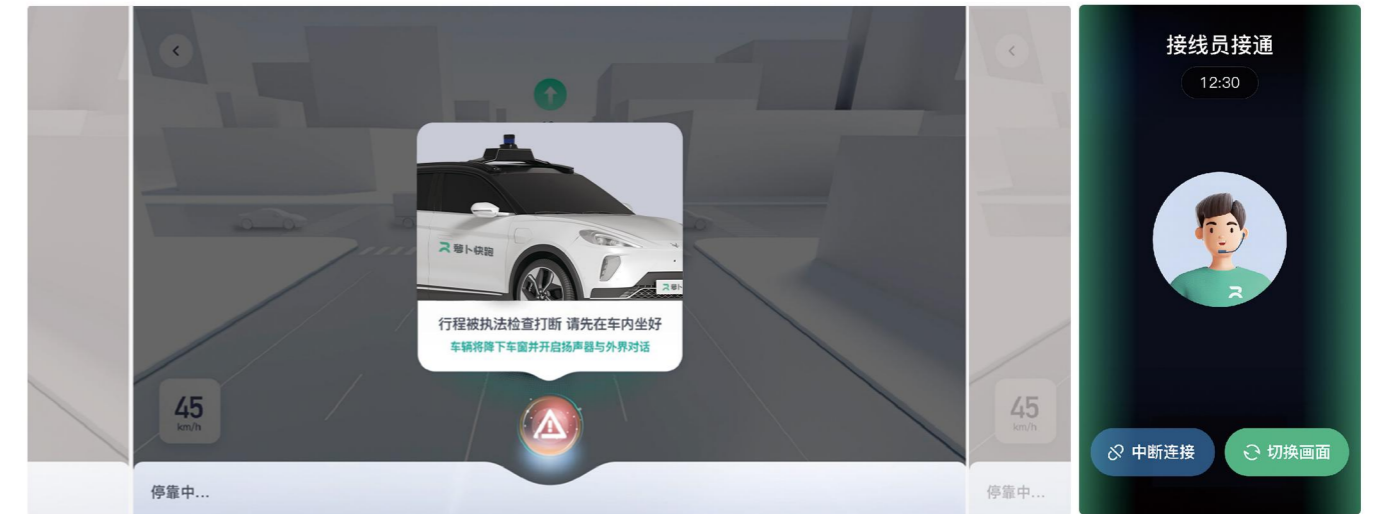 接线员接通
12:30
萝卜快跑
行程被执法检查打断 请先在车内坐好
车辆将降下车窗并开启扬声器与外界对话
45
km/h
45
km/h
中断连接
切换画面
停靠中...
停靠中...